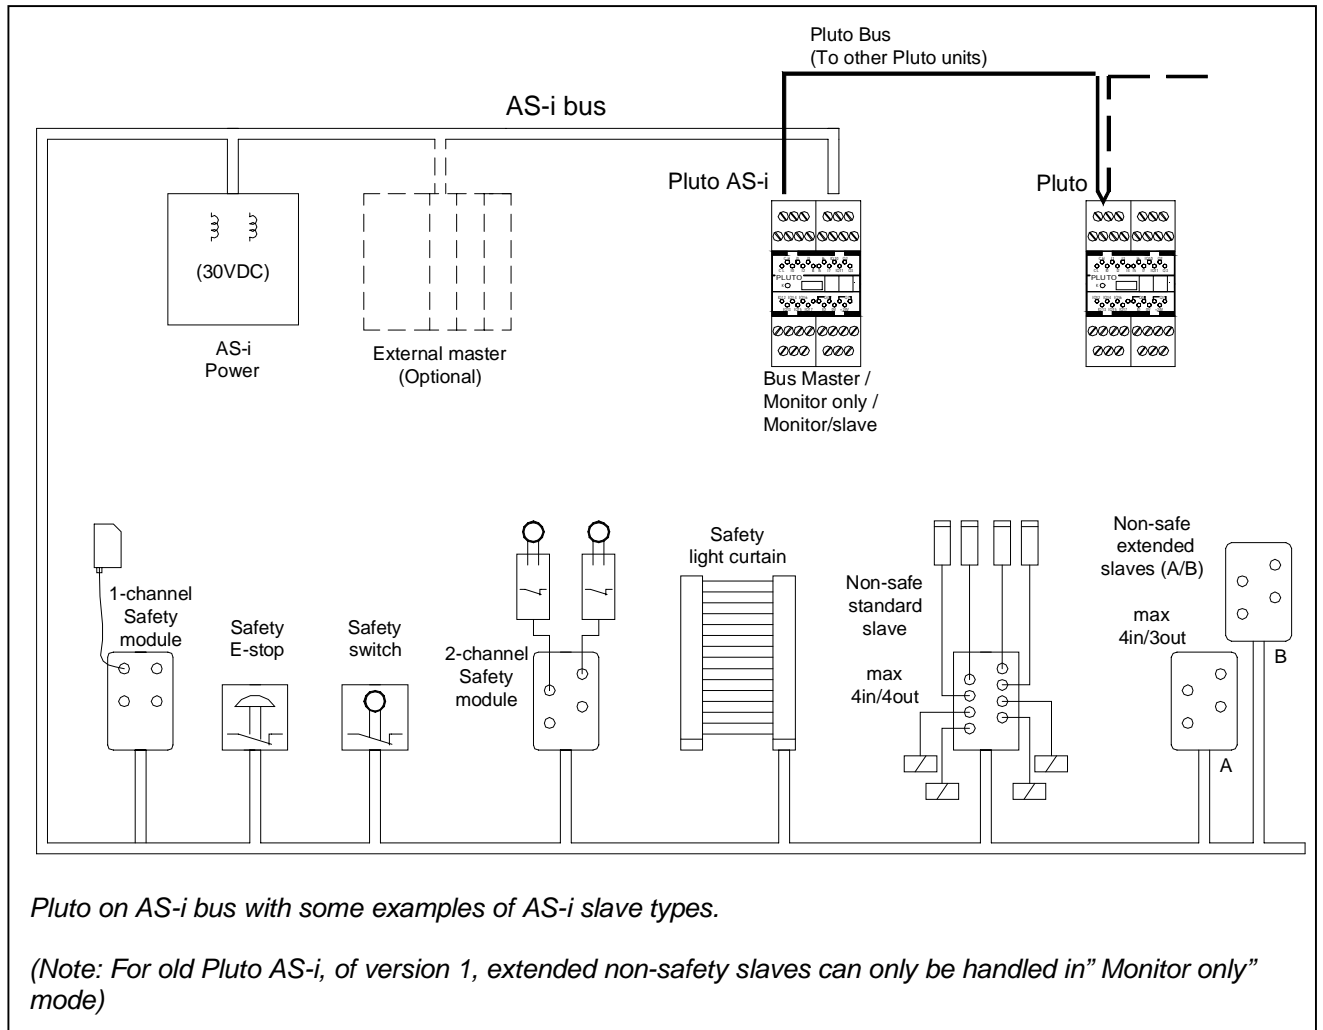 Pluto Bus
(To other Pluto units)
AS-i bus
Pluto AS-i
Pluto
(30VDC)
PLUTO
PLUTO
AS-i
Power
External master
(Optional)
Bus Master /
Monitor only /
Monitor/slave
1-channel
Safety
module
Safety
E-stop
Safety
switch
2-channel
Safety
module
Safety
light curtain
Non-safe
standard
slave
max
4in/4out
Non-safe
extended
slaves (A/B)
max
4in/3out
B
A
Pluto on AS-i bus with some examples of AS-i slave types.
(Note: For old Pluto AS-i, of version 1, extended non-safety slaves can only be handled in” Monitor only”
mode)